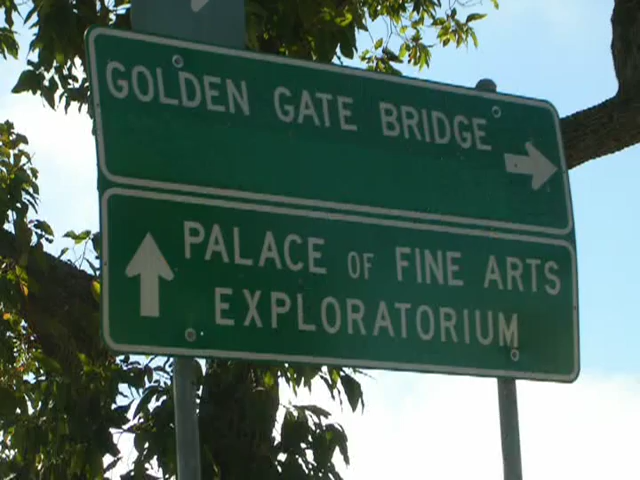 GOLDEN GATE BRIDGE
PALACE OF FINE ARTS
EXPLORATORIUM